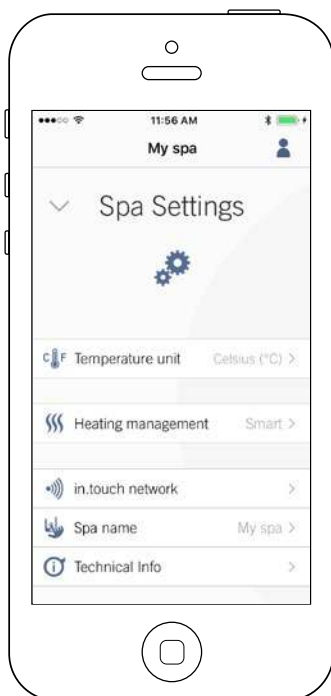 11:56 AM
My spa
Spa Settings
C F Temperature unit Celsius (°C) >
Heating management Smart >
in.touch network >
Spa name My spa >
i Technical Info >